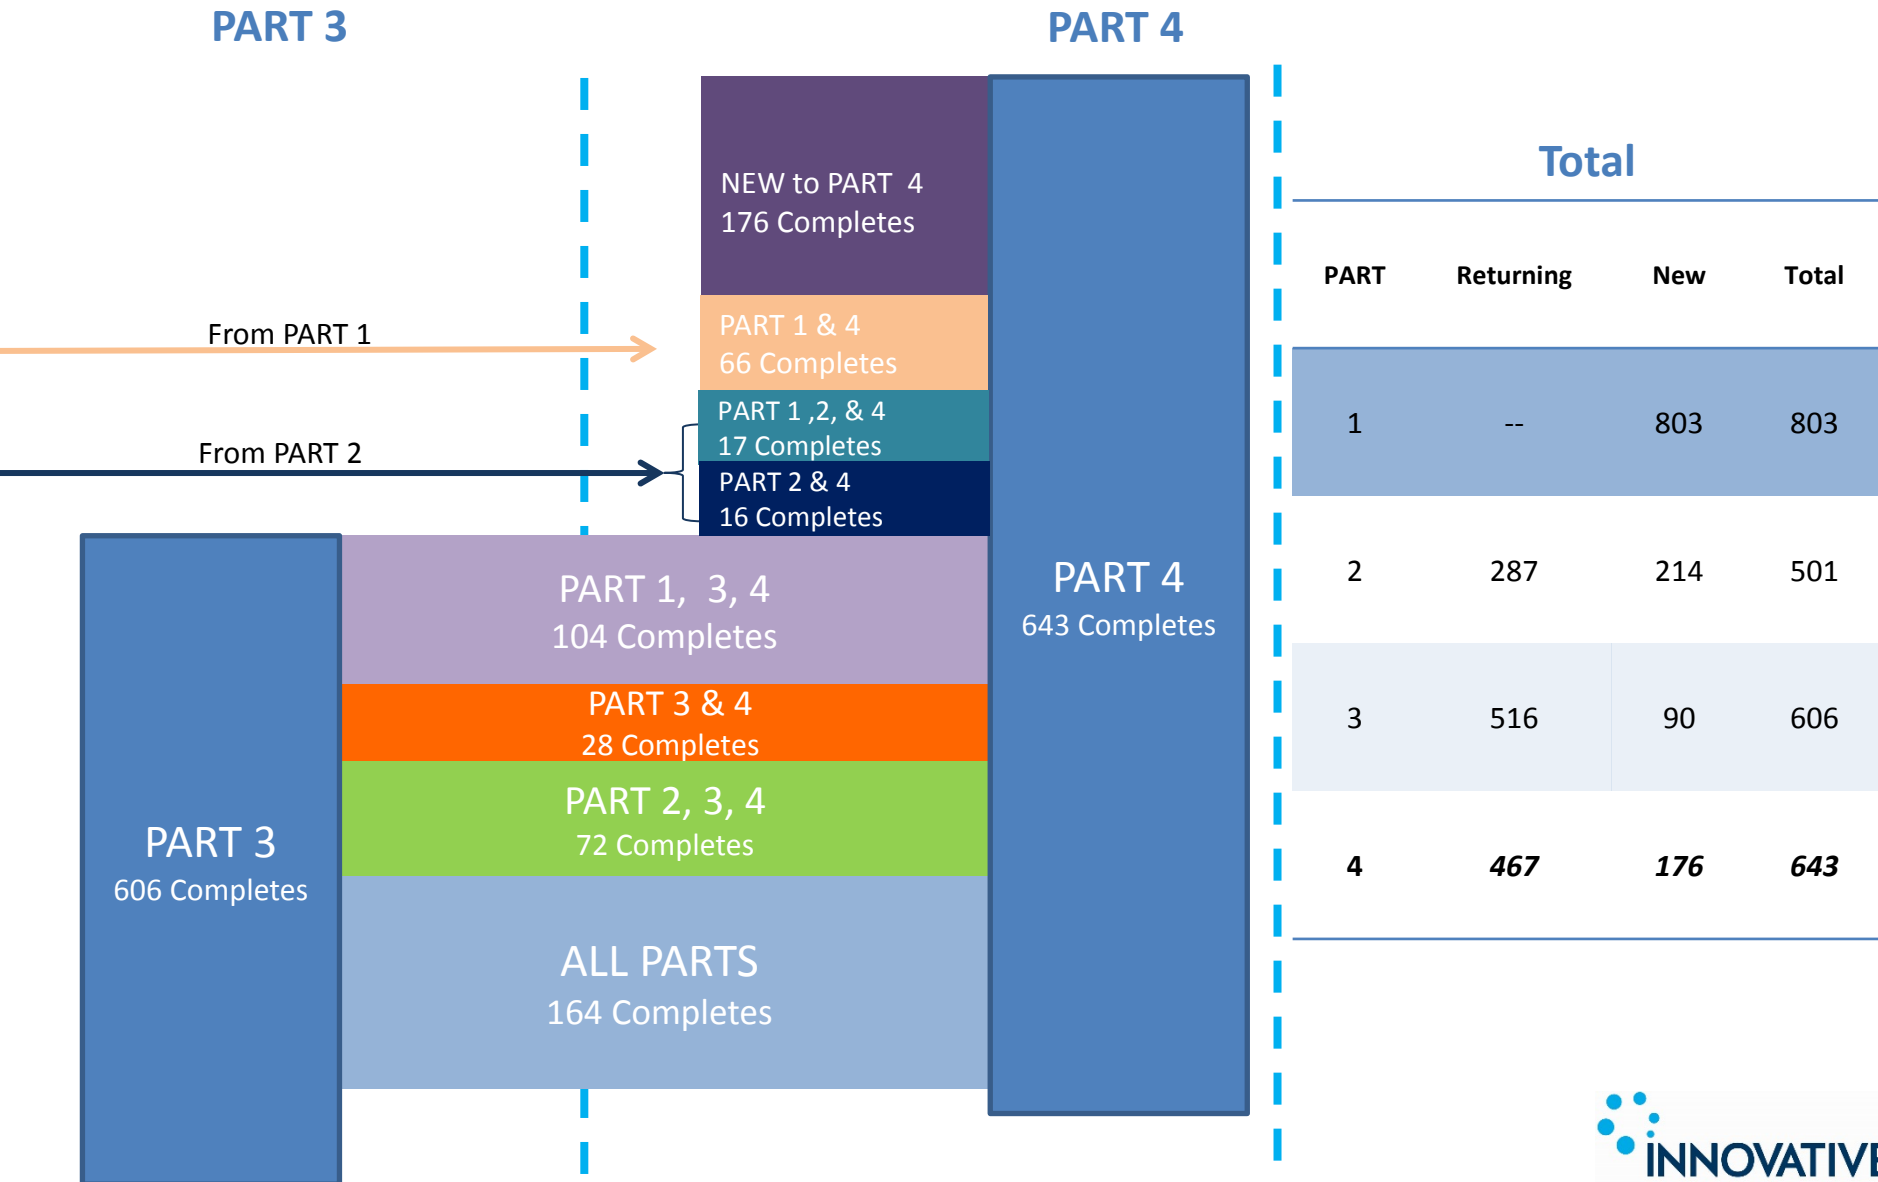 PART 3
PART 4
NEW to PART 4
176 Completes
From PART 1
PART 1 & 4
66 Completes
PART 1 ,2, & 4
17 Completes
From PART 2
PART 2 & 4
16 Completes
PART 1, 3, 4
104 Completes
PART 3 & 4
28 Completes
PART 2, 3, 4
72 Completes
ALL PARTS
164 Completes
PART 3
606 Completes
PART 4
643 Completes
Total
PART Returning New Total
1 -- 803 803
2 287 214 501
3 516 90 606
4 467 176 643
INNOVATIVE